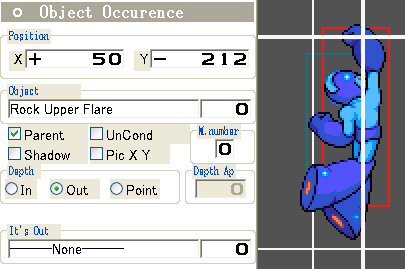 Object Occurence
Position
X + 50 Y - 212
Object
Rock Upper Flare 0
Parent UnCond M.number
Shadow Pic X Y 0
Depth Depth Ap
In Out Point 0
It's Out
None 0